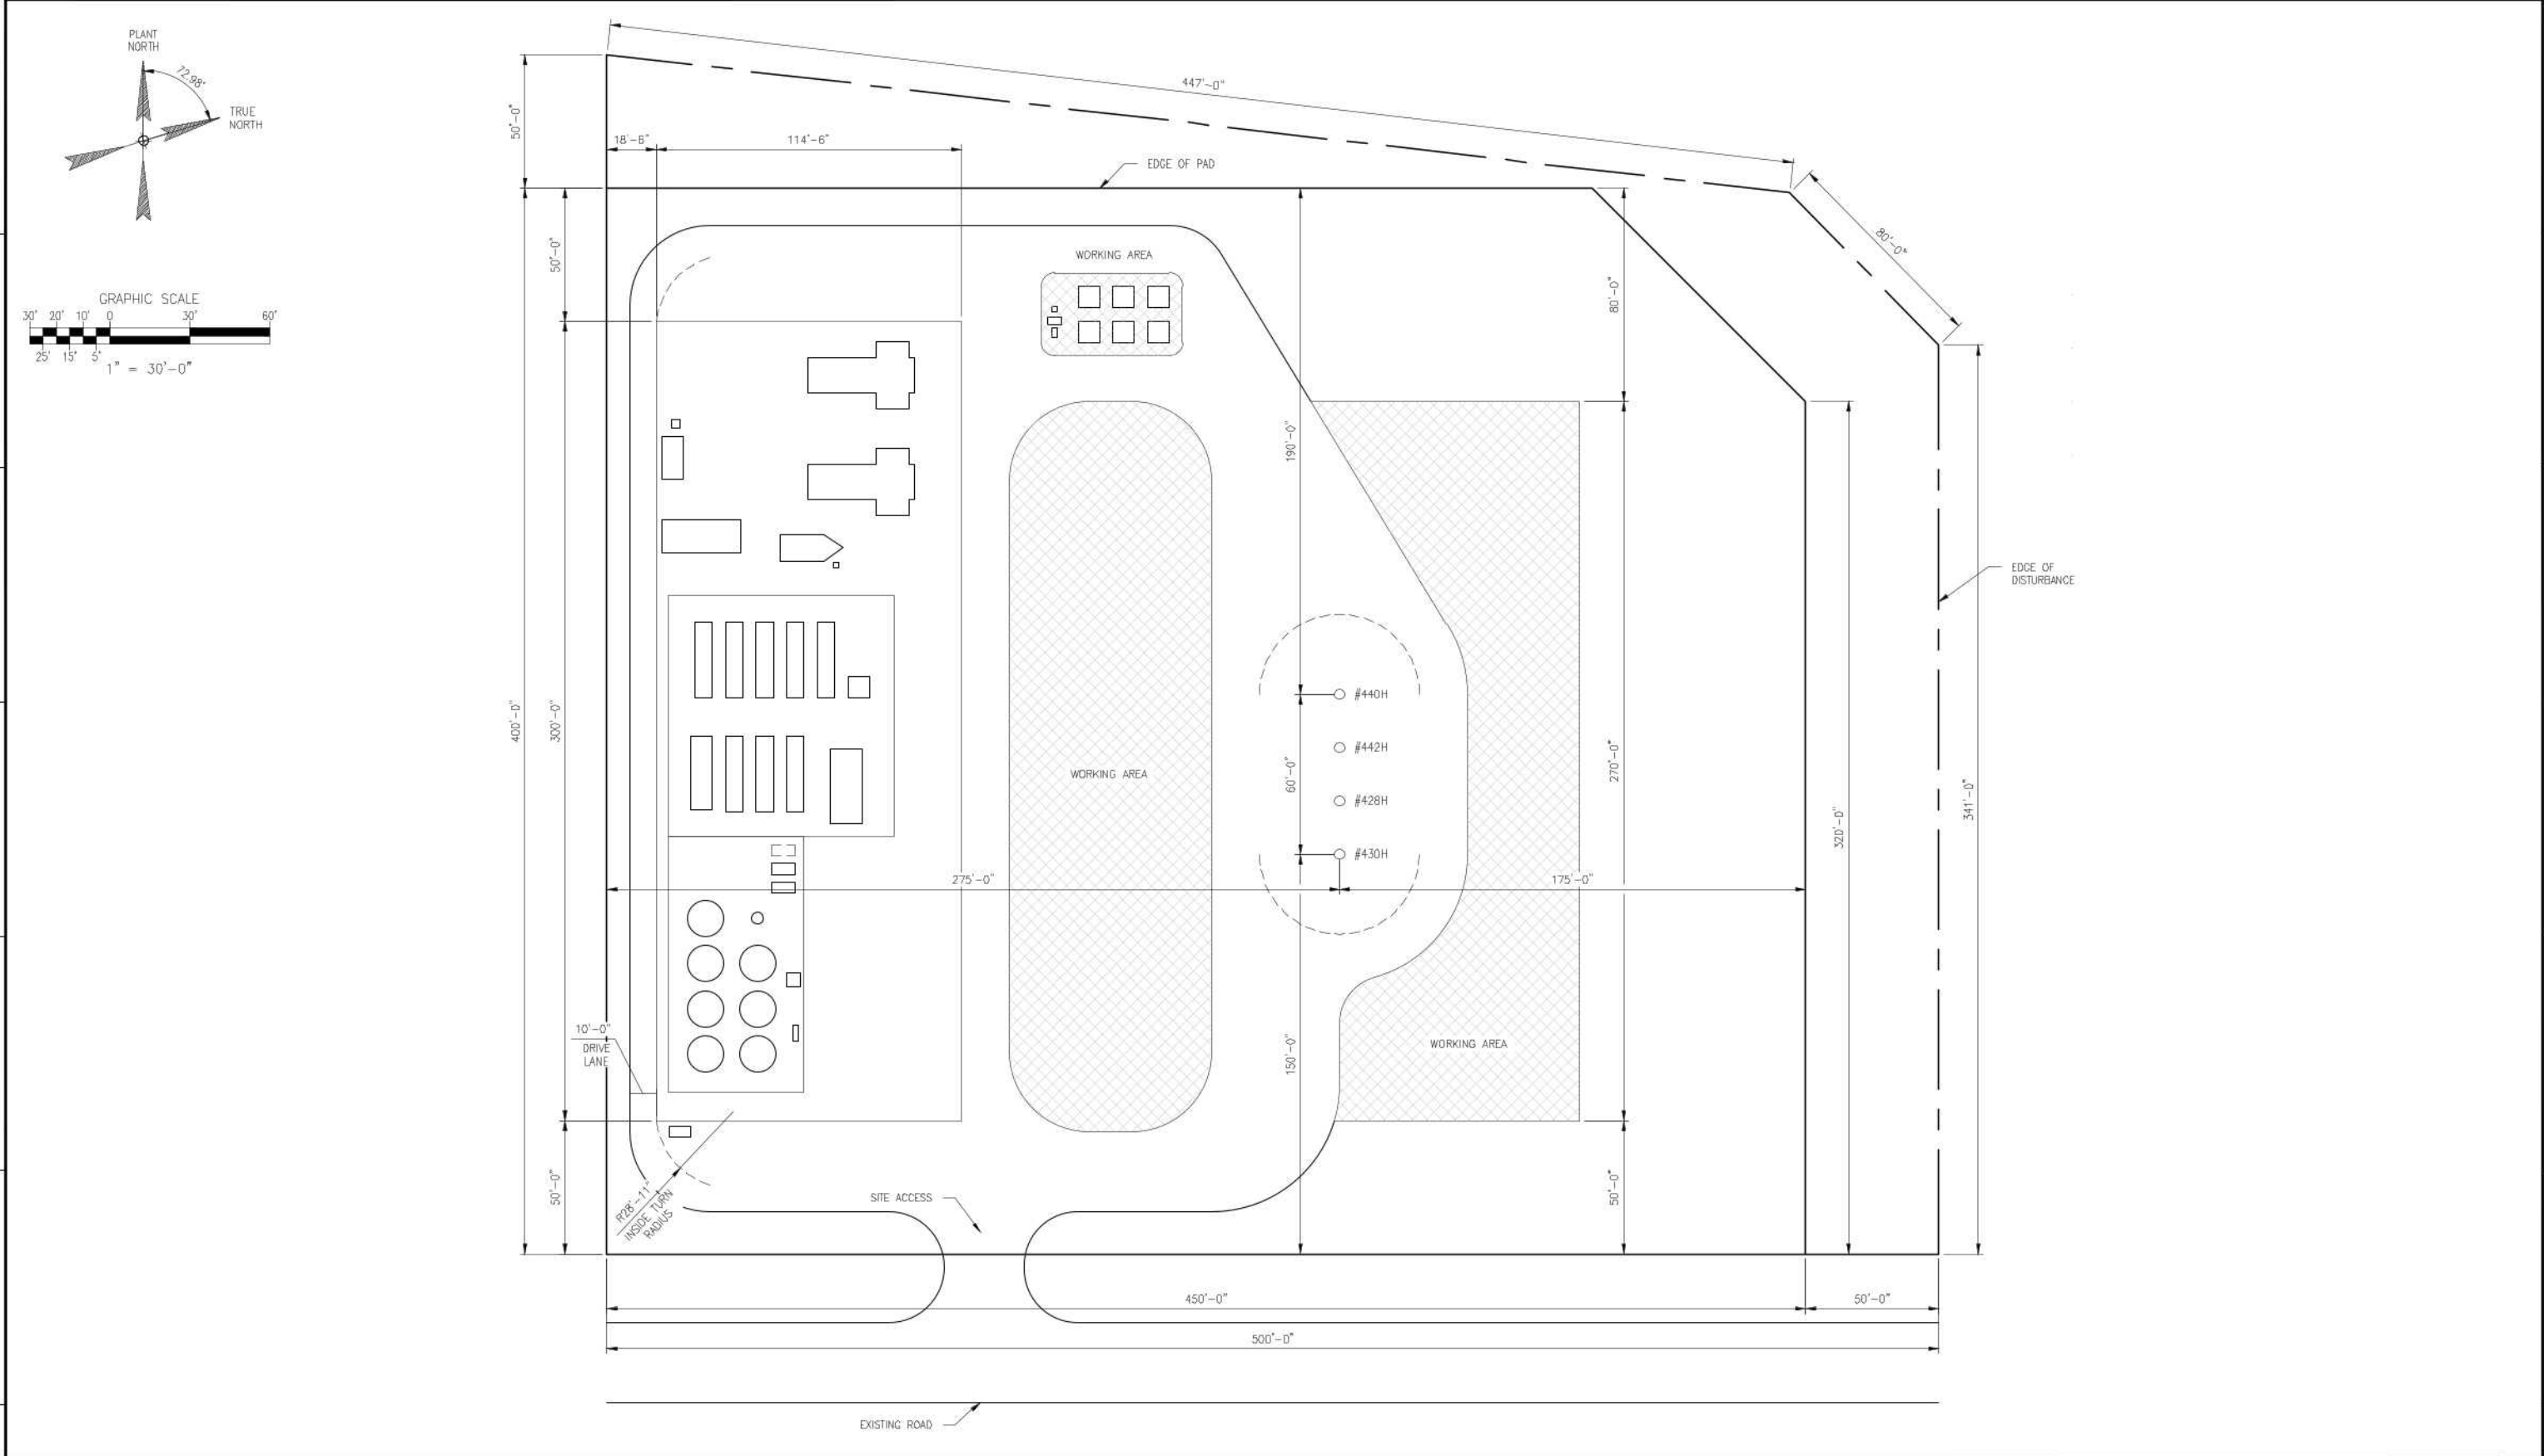 PLANT
NORTH
72.98°
TRUE
NORTH
GRAPHIC SCALE
30' 20' 10' 0 30' 60'
25' 15' 5'
1" = 30'-0"
447'-0"
50'-0"
18'-6"
114'-6"
EDGE OF PAD
80'-0"
50'-0"
WORKING AREA
80'-0"
190'-0"
EDGE OF
DISTURBANCE
#440H
400'-0"
300'-0"
#442H
270'-0"
WORKING AREA
60'-0"
#428H
341'-0"
320'-0"
#430H
275'-0"
175'-0"
10'-0"
DRIVE
LANE
150'-0"
WORKING AREA
50'-0"
R28'-11"
INSIDE TURN
RADIUS
SITE ACCESS
50'-0"
450'-0"
50'-0"
500'-0"
EXISTING ROAD